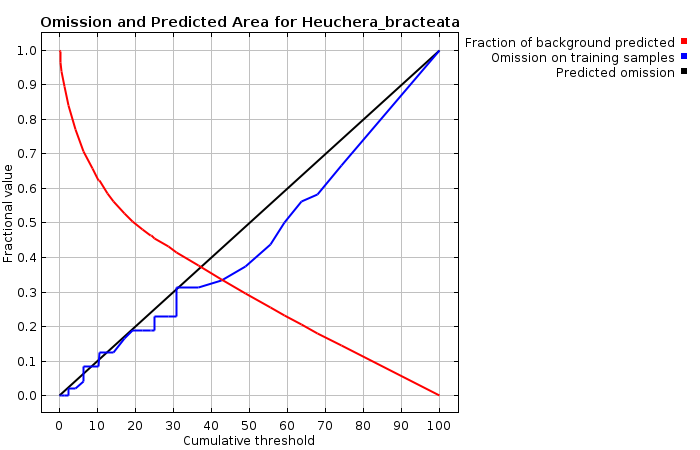 Omission and Predicted Area for Heuchera_bracteata
Fraction of background predicted
Omission on training samples
Predicted omission
Fractional value
1.0
0.9
0.8
0.7
0.6
0.5
0.4
0.3
0.2
0.1
0.0
0 10 20 30 40 50 60 70 80 90 100
Cumulative threshold